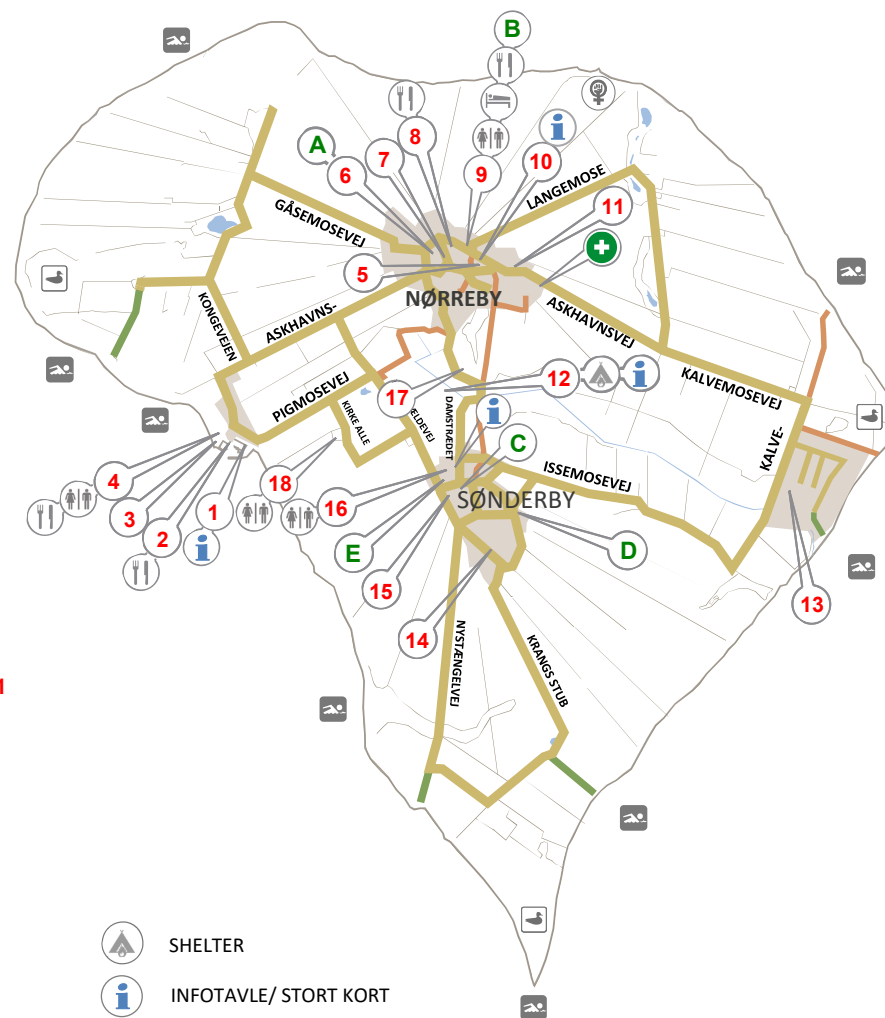 B
A
8
7
6
9
10
LANGEMOSE
11
GÅSEMOSEVEJ
5
NØRREBY
ASKHAVNS-
KONGEVEJEN
ASKHAVNSVEJ
KALVEMOSEVEJ
PIGMOSEVEJ
12
17
KIRKE ALLE
ÆLDEVEJ
DAMSTRÆDET
KALVE-
C
ISSEMOSEVEJ
4
3
2
1
18
16
SØNDERBY
E
D
15
13
14
NYSTÆNGELVEJ
KRANGS STUB
SHELTER
INFOTAVLE/ STORT KORT